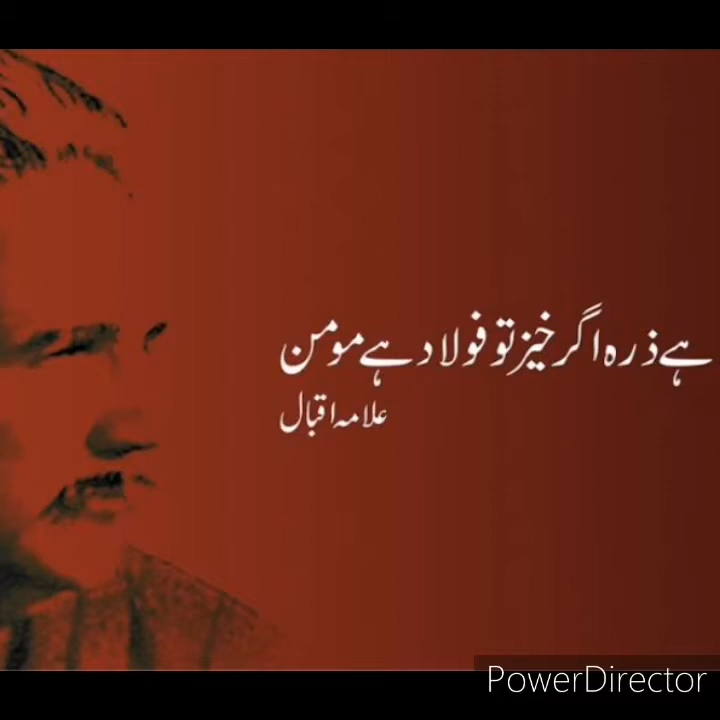 ہے ذرہ اگر خیز تو فولاد ہے مومن
علامہ اقبال
PowerDirector